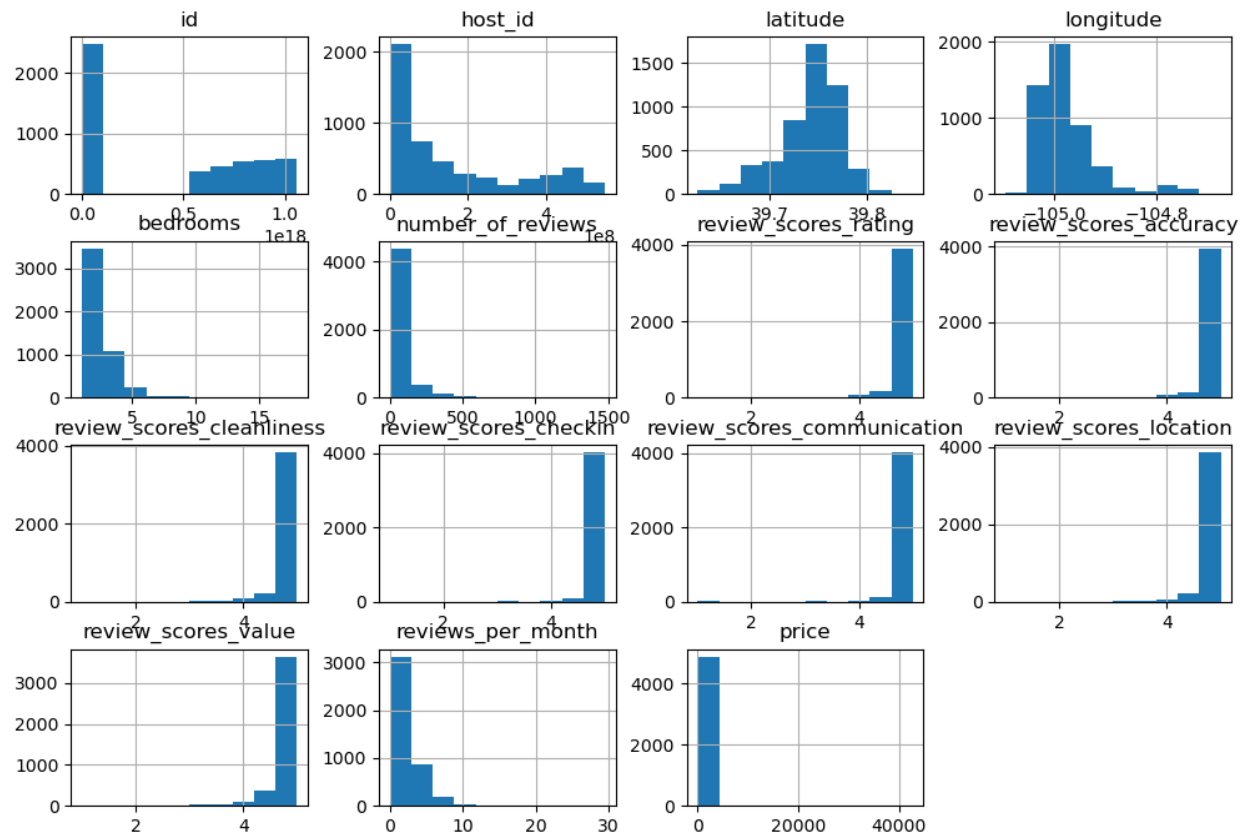 id host_id latitude longitude
2000 2000 1500 2000
1000 1000 1000 1000
500
0 0 0 0
0.0 0.5 1.0 0 2 4 39.7 39.8 −105.0 −104.8
1e18 1e8
bedrooms number_of_reviews review_scores_rating review_scores_accuracy
3000 4000 4000 4000
2000 2000 2000 2000
1000
0 0 0 0
5 10 15 0 500 1000 1500 2 4 2 4
review_scores_cleanliness review_scores_checkin review_scores_communication review_scores_location
4000 4000 4000 4000
2000 2000 2000 2000
0 0 0 0
2 4 2 4 2 4 2 4
review_scores_value reviews_per_month price
3000 3000 4000
2000 2000 2000
1000 1000
0 0 0
2 4 0 10 20 30 0 20000 40000